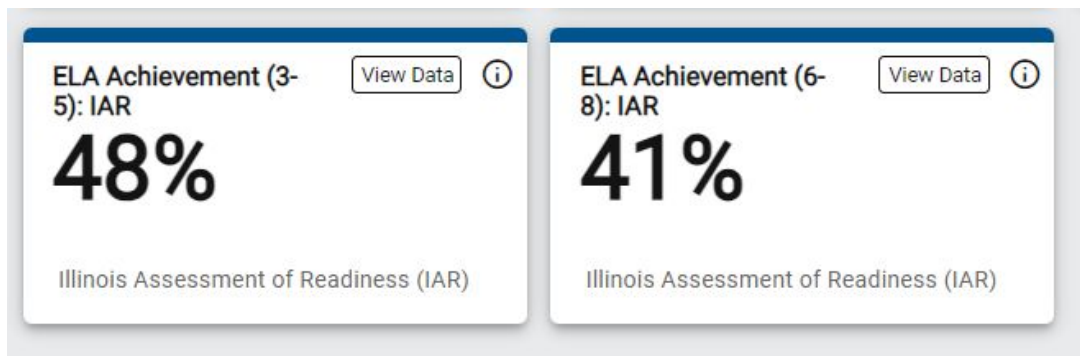 ELA Achievement (3-
5): IAR
View Data
48%
Illinois Assessment of Readiness (IAR)
ELA Achievement (6-
8): IAR
View Data
41%
Illinois Assessment of Readiness (IAR)